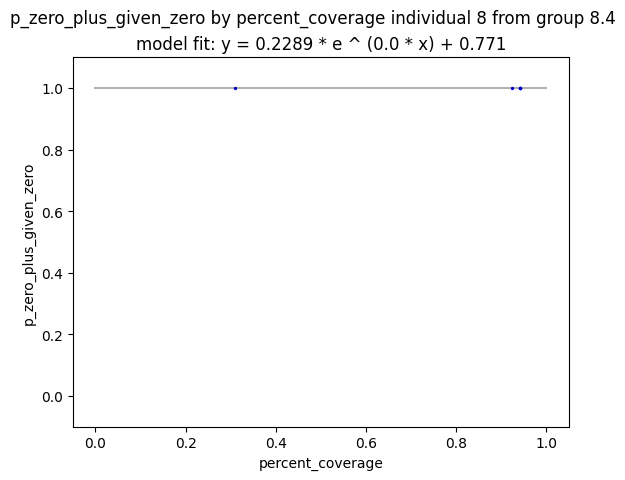 p_zero_plus_given_zero by percent_coverage individual 8 from group 8.4
model fit: y = 0.2289 * e ^ (0.0 * x) + 0.771
1.0
0.8
0.6
0.4
0.2
0.0
p_zero_plus_given_zero
0.0 0.2 0.4 0.6 0.8 1.0
percent_coverage